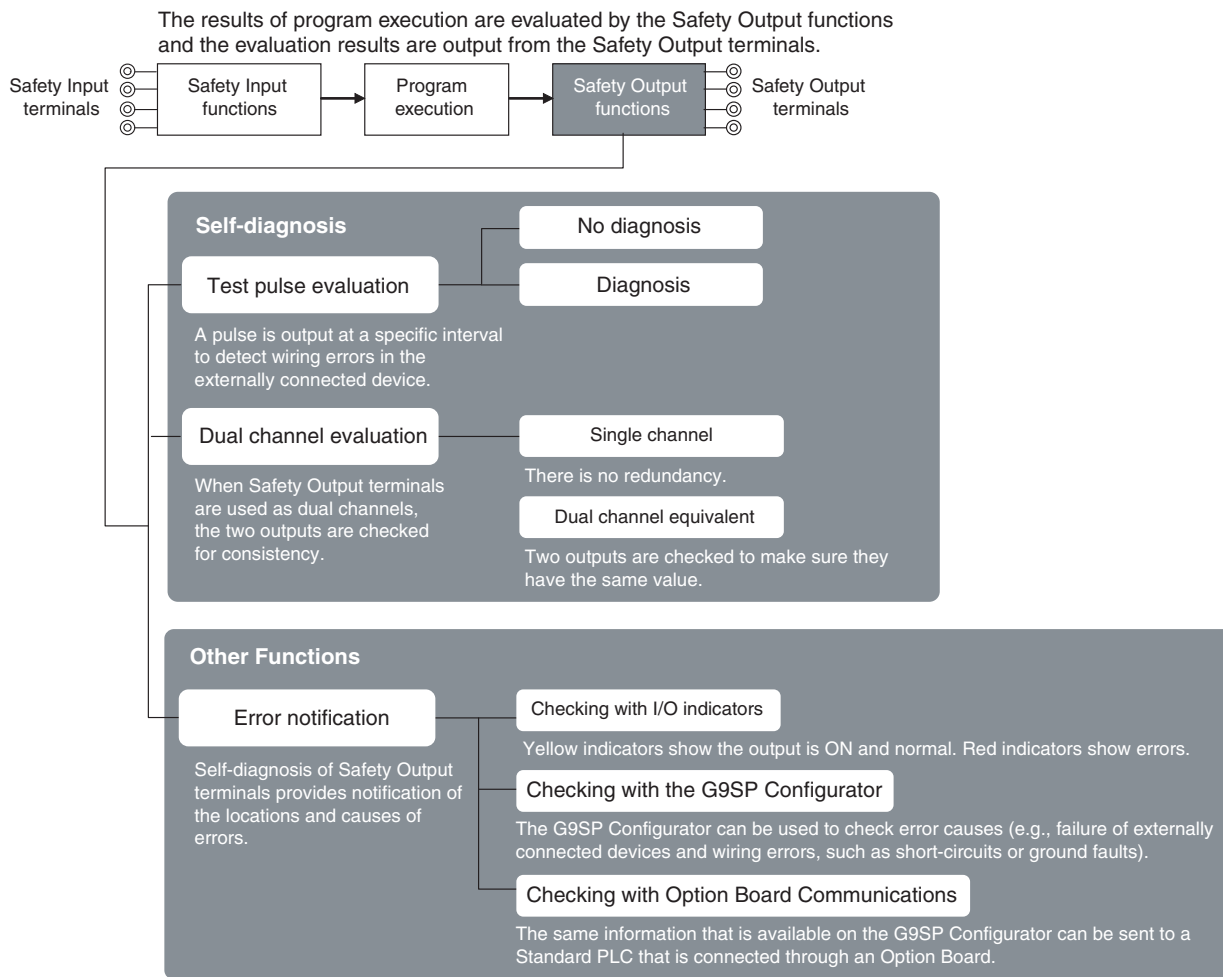 The results of program execution are evaluated by the Safety Output functions
and the evaluation results are output from the Safety Output terminals.
Safety Input
terminals
Safety Input
functions
Program
execution
Safety Output
functions
Safety Output
terminals
Self-diagnosis
No diagnosis
Test pulse evaluation
Diagnosis
A pulse is output at a specific interval
to detect wiring errors in the
externally connected device.
Dual channel evaluation
Single channel
There is no redundancy.
When Safety Output terminals
are used as dual channels,
the two outputs are checked
for consistency.
Dual channel equivalent
Two outputs are checked to make sure they
have the same value.
Other Functions
Error notification
Checking with I/O indicators
Yellow indicators show the output is ON and normal. Red indicators show errors.
Self-diagnosis of Safety Output
terminals provides notification of
the locations and causes of
errors.
Checking with the G9SP Configurator
The G9SP Configurator can be used to check error causes (e.g., failure of externally
connected devices and wiring errors, such as short-circuits or ground faults).
Checking with Option Board Communications
The same information that is available on the G9SP Configurator can be sent to a
Standard PLC that is connected through an Option Board.